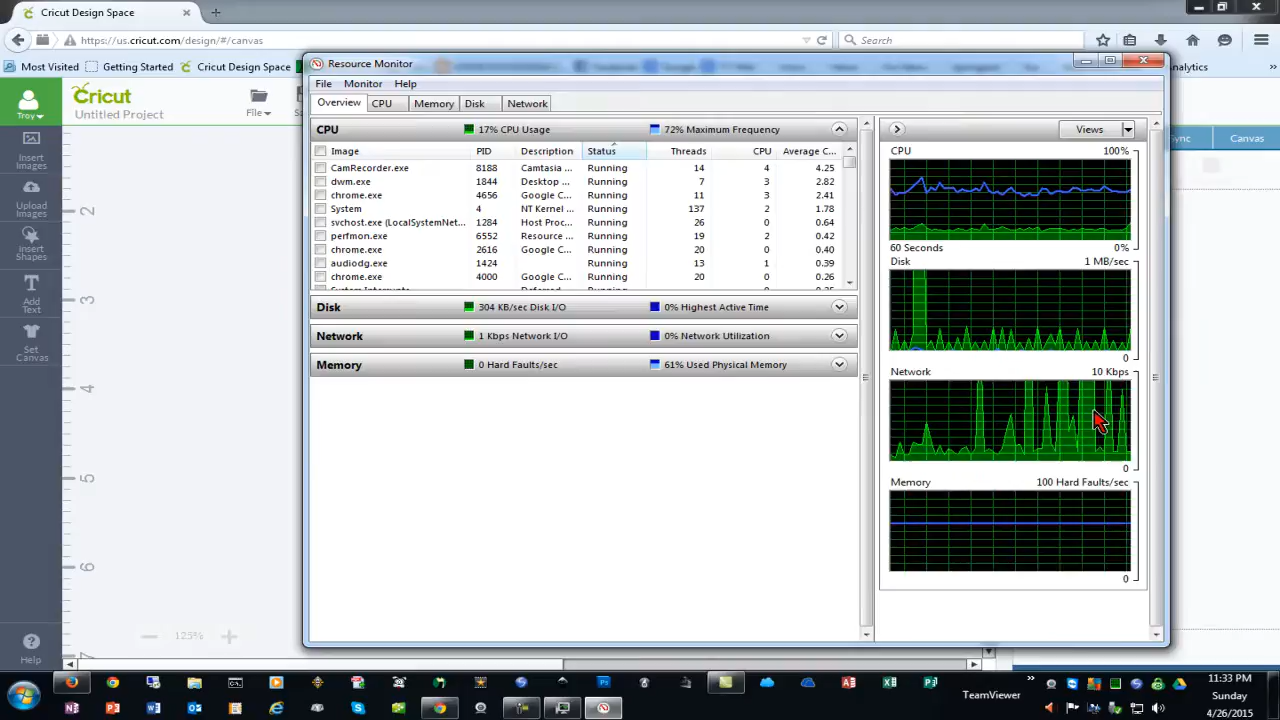 Cricut Design Space
https://us.cricut.com/design/#/canvas
Search
Most Visited
Getting Started
Cricut Design Space
Analytics
Resource Monitor
File Monitor Help
Overview CPU Memory Disk Network
Troy
Cricut
Untitled Project
File
Sync
Canvas
Insert
Images
Upload
Images
Insert
Shapes
Add
Text
Set
Canvas
Help
2
3
4
5
6
125%
CPU 17% CPU Usage 72% Maximum Frequency
Image PID Description Status Threads CPU Average C...
CamRecorder.exe 8188 Camtasia ... Running 14 4 4.25
dwm.exe 1844 Desktop ... Running 7 3 2.82
chrome.exe 4656 Google C... Running 11 3 2.41
System 4 NT Kernel ... Running 137 2 1.78
svchost.exe (LocalSystemNet... 1284 Host Proc... Running 26 0 0.64
perfmon.exe 6552 Resource ... Running 19 2 0.42
chrome.exe 2616 Google C... Running 20 0 0.40
audiodg.exe 1424 Running 13 1 0.39
chrome.exe 4000 Google C... Running 20 0 0.26
Disk 304 KB/sec Disk I/O 0% Highest Active Time
Network 1 Kbps Network I/O 0% Network Utilization
Memory 0 Hard Faults/sec 61% Used Physical Memory
Views
CPU 100%
60 Seconds 0%
Disk 1 MB/sec
0
Network 10 Kbps
0
Memory 100 Hard Faults/sec
0
TeamViewer
11:33 PM
Sunday
4/26/2015